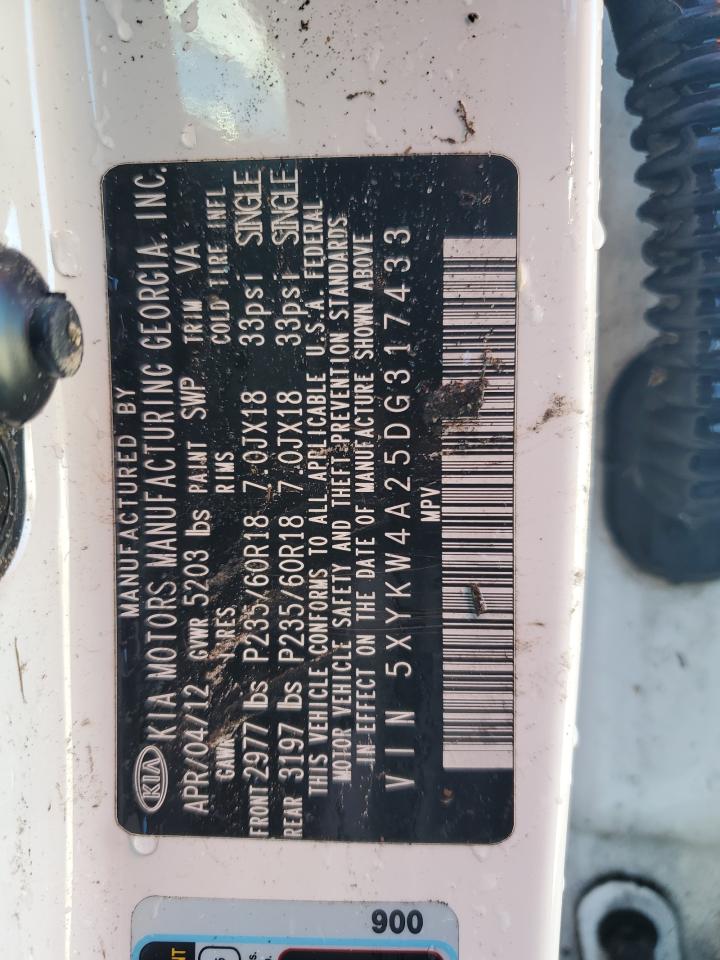 MANUFACTURED BY
KIA KIA MOTORS MANUFACTURING GEORGIA, INC.
APR/04/12 GVWR 5203 lbs PAINT SWP TRIM VA
GAWR TIRES RIMS COLD TIRE INFL
FRONT 2977 lbs P235/60R18 7.0JX18 33psi SINGLE
REAR 3197 lbs P235/60R18 7.0JX18 33psi SINGLE
THIS VEHICLE CONFORMS TO ALL APPLICABLE U.S.A. FEDERAL
MOTOR VEHICLE SAFETY AND THEFT PREVENTION STANDARDS
IN EFFECT ON THE DATE OF MANUFACTURE SHOWN ABOVE
VIN 5XYKW4A25DG317433
MPV
900